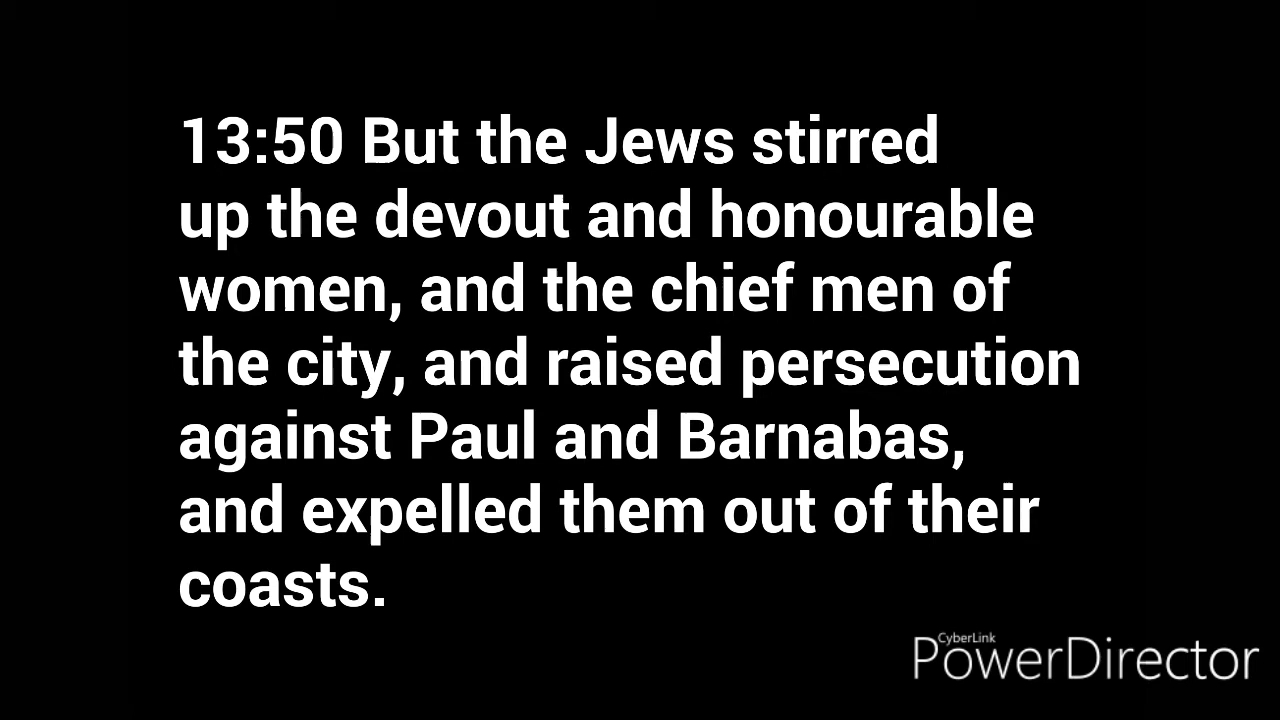 13:50 But the Jews stirred
up the devout and honourable
women, and the chief men of
the city, and raised persecution
against Paul and Barnabas,
and expelled them out of their
coasts.
CyberLink
PowerDirector